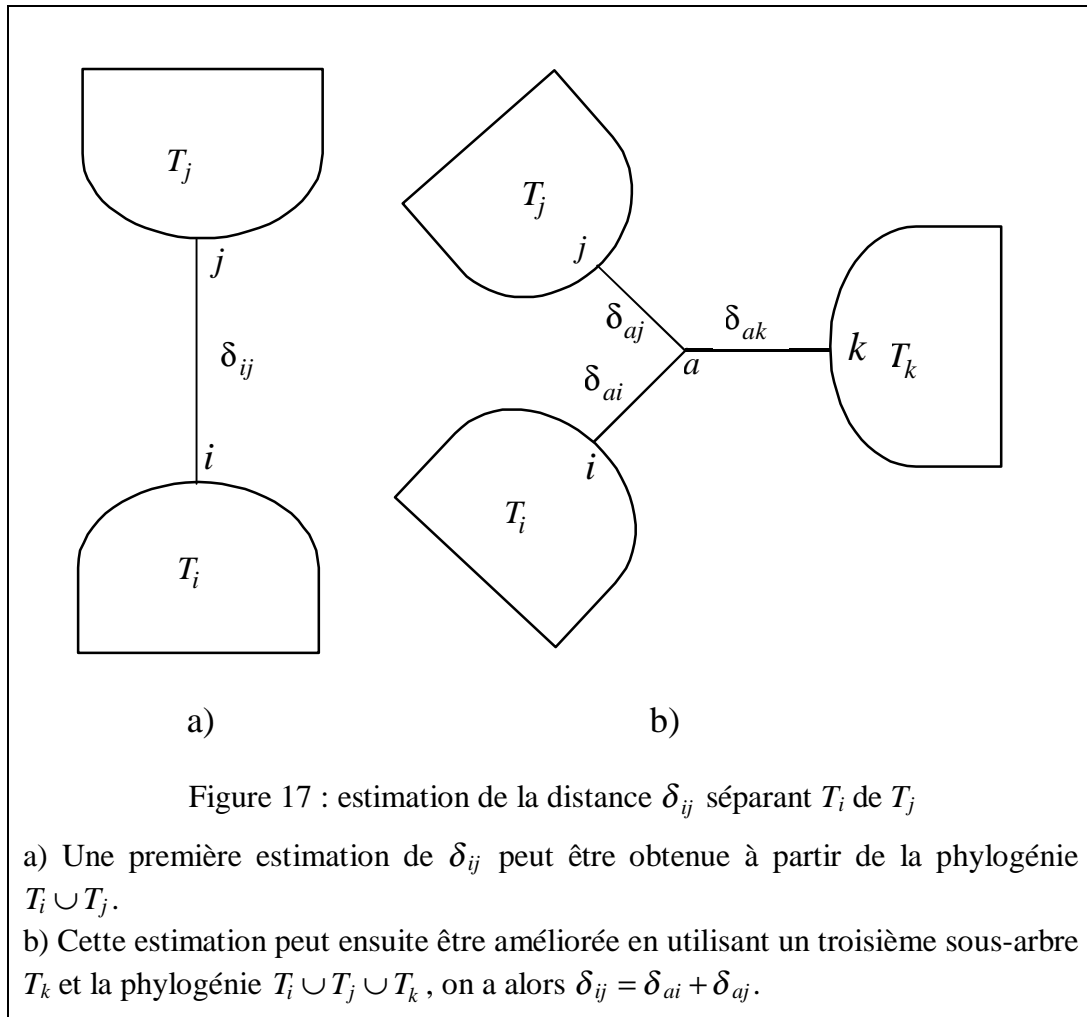 T_j
j
δ_ij
i
T_i
a)
T_j
j
δ_aj
δ_ak
a
k T_k
δ_ai
i
T_i
b)
Figure 17 : estimation de la distance δ_ij séparant T_i de T_j
a) Une première estimation de δ_ij peut être obtenue à partir de la phylogénie
T_i ∪ T_j.
b) Cette estimation peut ensuite être améliorée en utilisant un troisième sous-arbre
T_k et la phylogénie T_i ∪ T_j ∪ T_k , on a alors δ_ij = δ_ai + δ_aj.